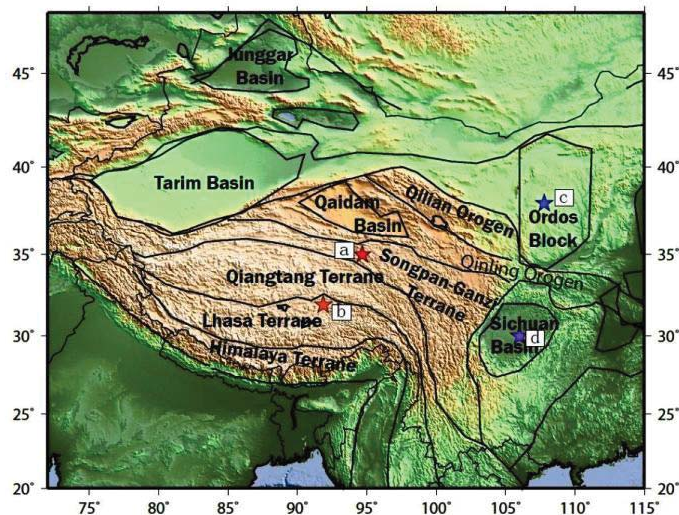 Junggar
Basin
45°
45°
40°
40°
Tarim Basin
Qaidam
Basin
Qilian Orogen
c
Ordos
Block
35°
35°
a
Qiangtang Terrane
Songpan-Ganzi
Terrane
Qinling Orogen
b
Lhasa Terrane
Himalaya Terrane
Sichuan
Basin
d
30°
30°
25°
25°
20°
20°
75°
80°
85°
90°
95°
100°
105°
110°
115°